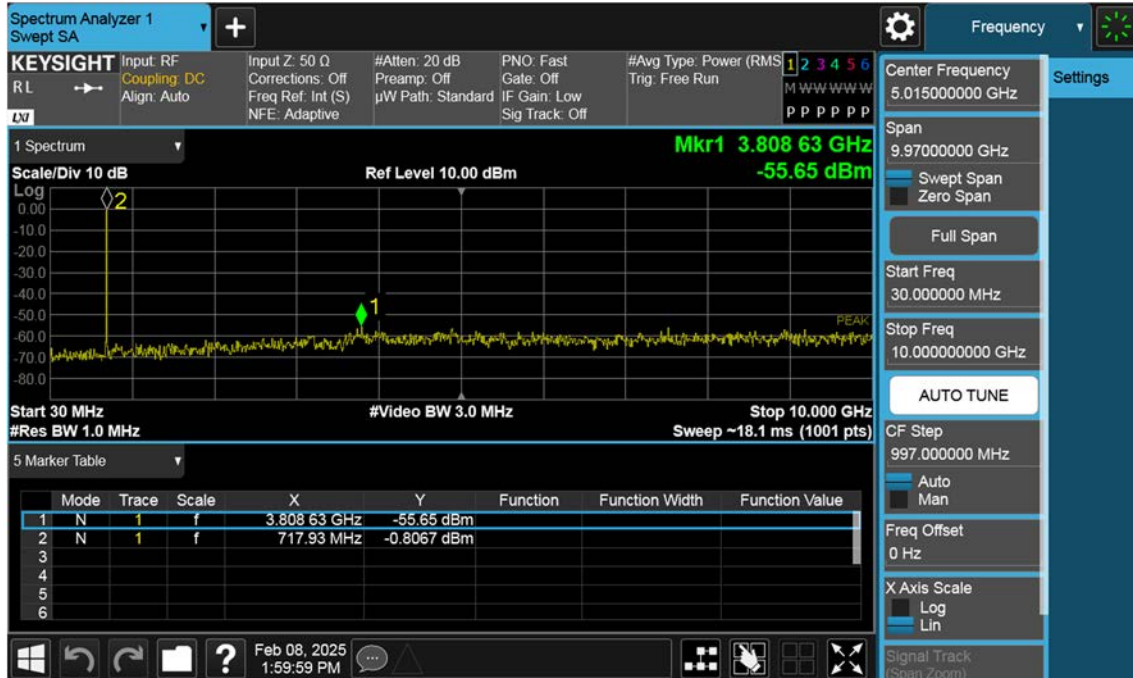 Spectrum Analyzer 1
Swept SA
Frequency
KEYSIGHT
R L
LXI
Input: RF
Coupling: DC
Align: Auto
Input Z: 50 Ω
Corrections: Off
Freq Ref: Int (S)
NFE: Adaptive
#Atten: 20 dB
Preamp: Off
µW Path: Standard
PNO: Fast
Gate: Off
IF Gain: Low
Sig Track: Off
#Avg Type: Power (RMS
Trig: Free Run
1 2 3 4 5 6
M W W W W W
P P P P P P
1 Spectrum
Mkr1 3.808 63 GHz
Scale/Div 10 dB
Ref Level 10.00 dBm
-55.65 dBm
Log
0.00
-10.0
-20.0
-30.0
-40.0
-50.0
-60.0
-70.0
-80.0
2
1
PEAK
Start 30 MHz
#Video BW 3.0 MHz
Stop 10.000 GHz
#Res BW 1.0 MHz
Sweep ~18.1 ms (1001 pts)
5 Marker Table
Mode Trace Scale X Y Function Function Width Function Value
1 N 1 f 3.808 63 GHz -55.65 dBm
2 N 1 f 717.93 MHz -0.8067 dBm
3
4
5
6
?
Feb 08, 2025
1:59:59 PM
Center Frequency
5.015000000 GHz
Settings
Span
9.97000000 GHz
Swept Span
Zero Span
Full Span
Start Freq
30.000000 MHz
Stop Freq
10.000000000 GHz
AUTO TUNE
CF Step
997.000000 MHz
Auto
Man
Freq Offset
0 Hz
X Axis Scale
Log
Lin
Signal Track
(Span Zoom)